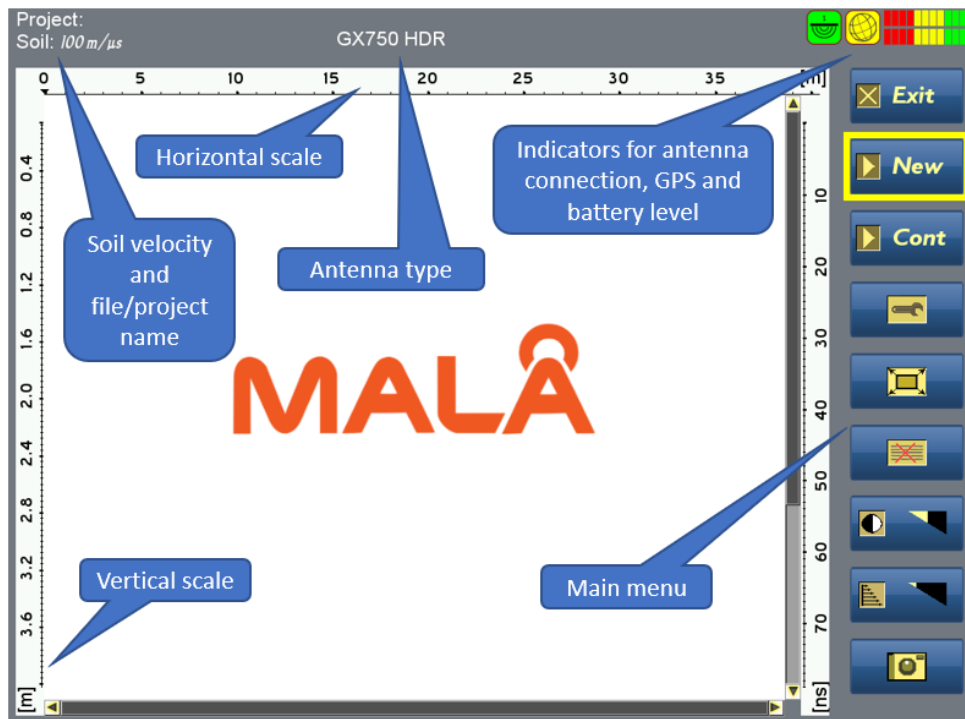 Project:
Soil: 100 m/µs
GX750 HDR
1
0 5 10 15 20 25 30 35 [m]
Exit
New
Cont
Horizontal scale
Indicators for antenna
connection, GPS and
battery level
Soil velocity
and
file/project
name
Antenna type
MALÅ
Vertical scale
Main menu
0.4
0.8
1.2
1.6
2.0
2.4
2.8
3.2
3.6
[m]
10
20
30
40
50
60
70
[ns]